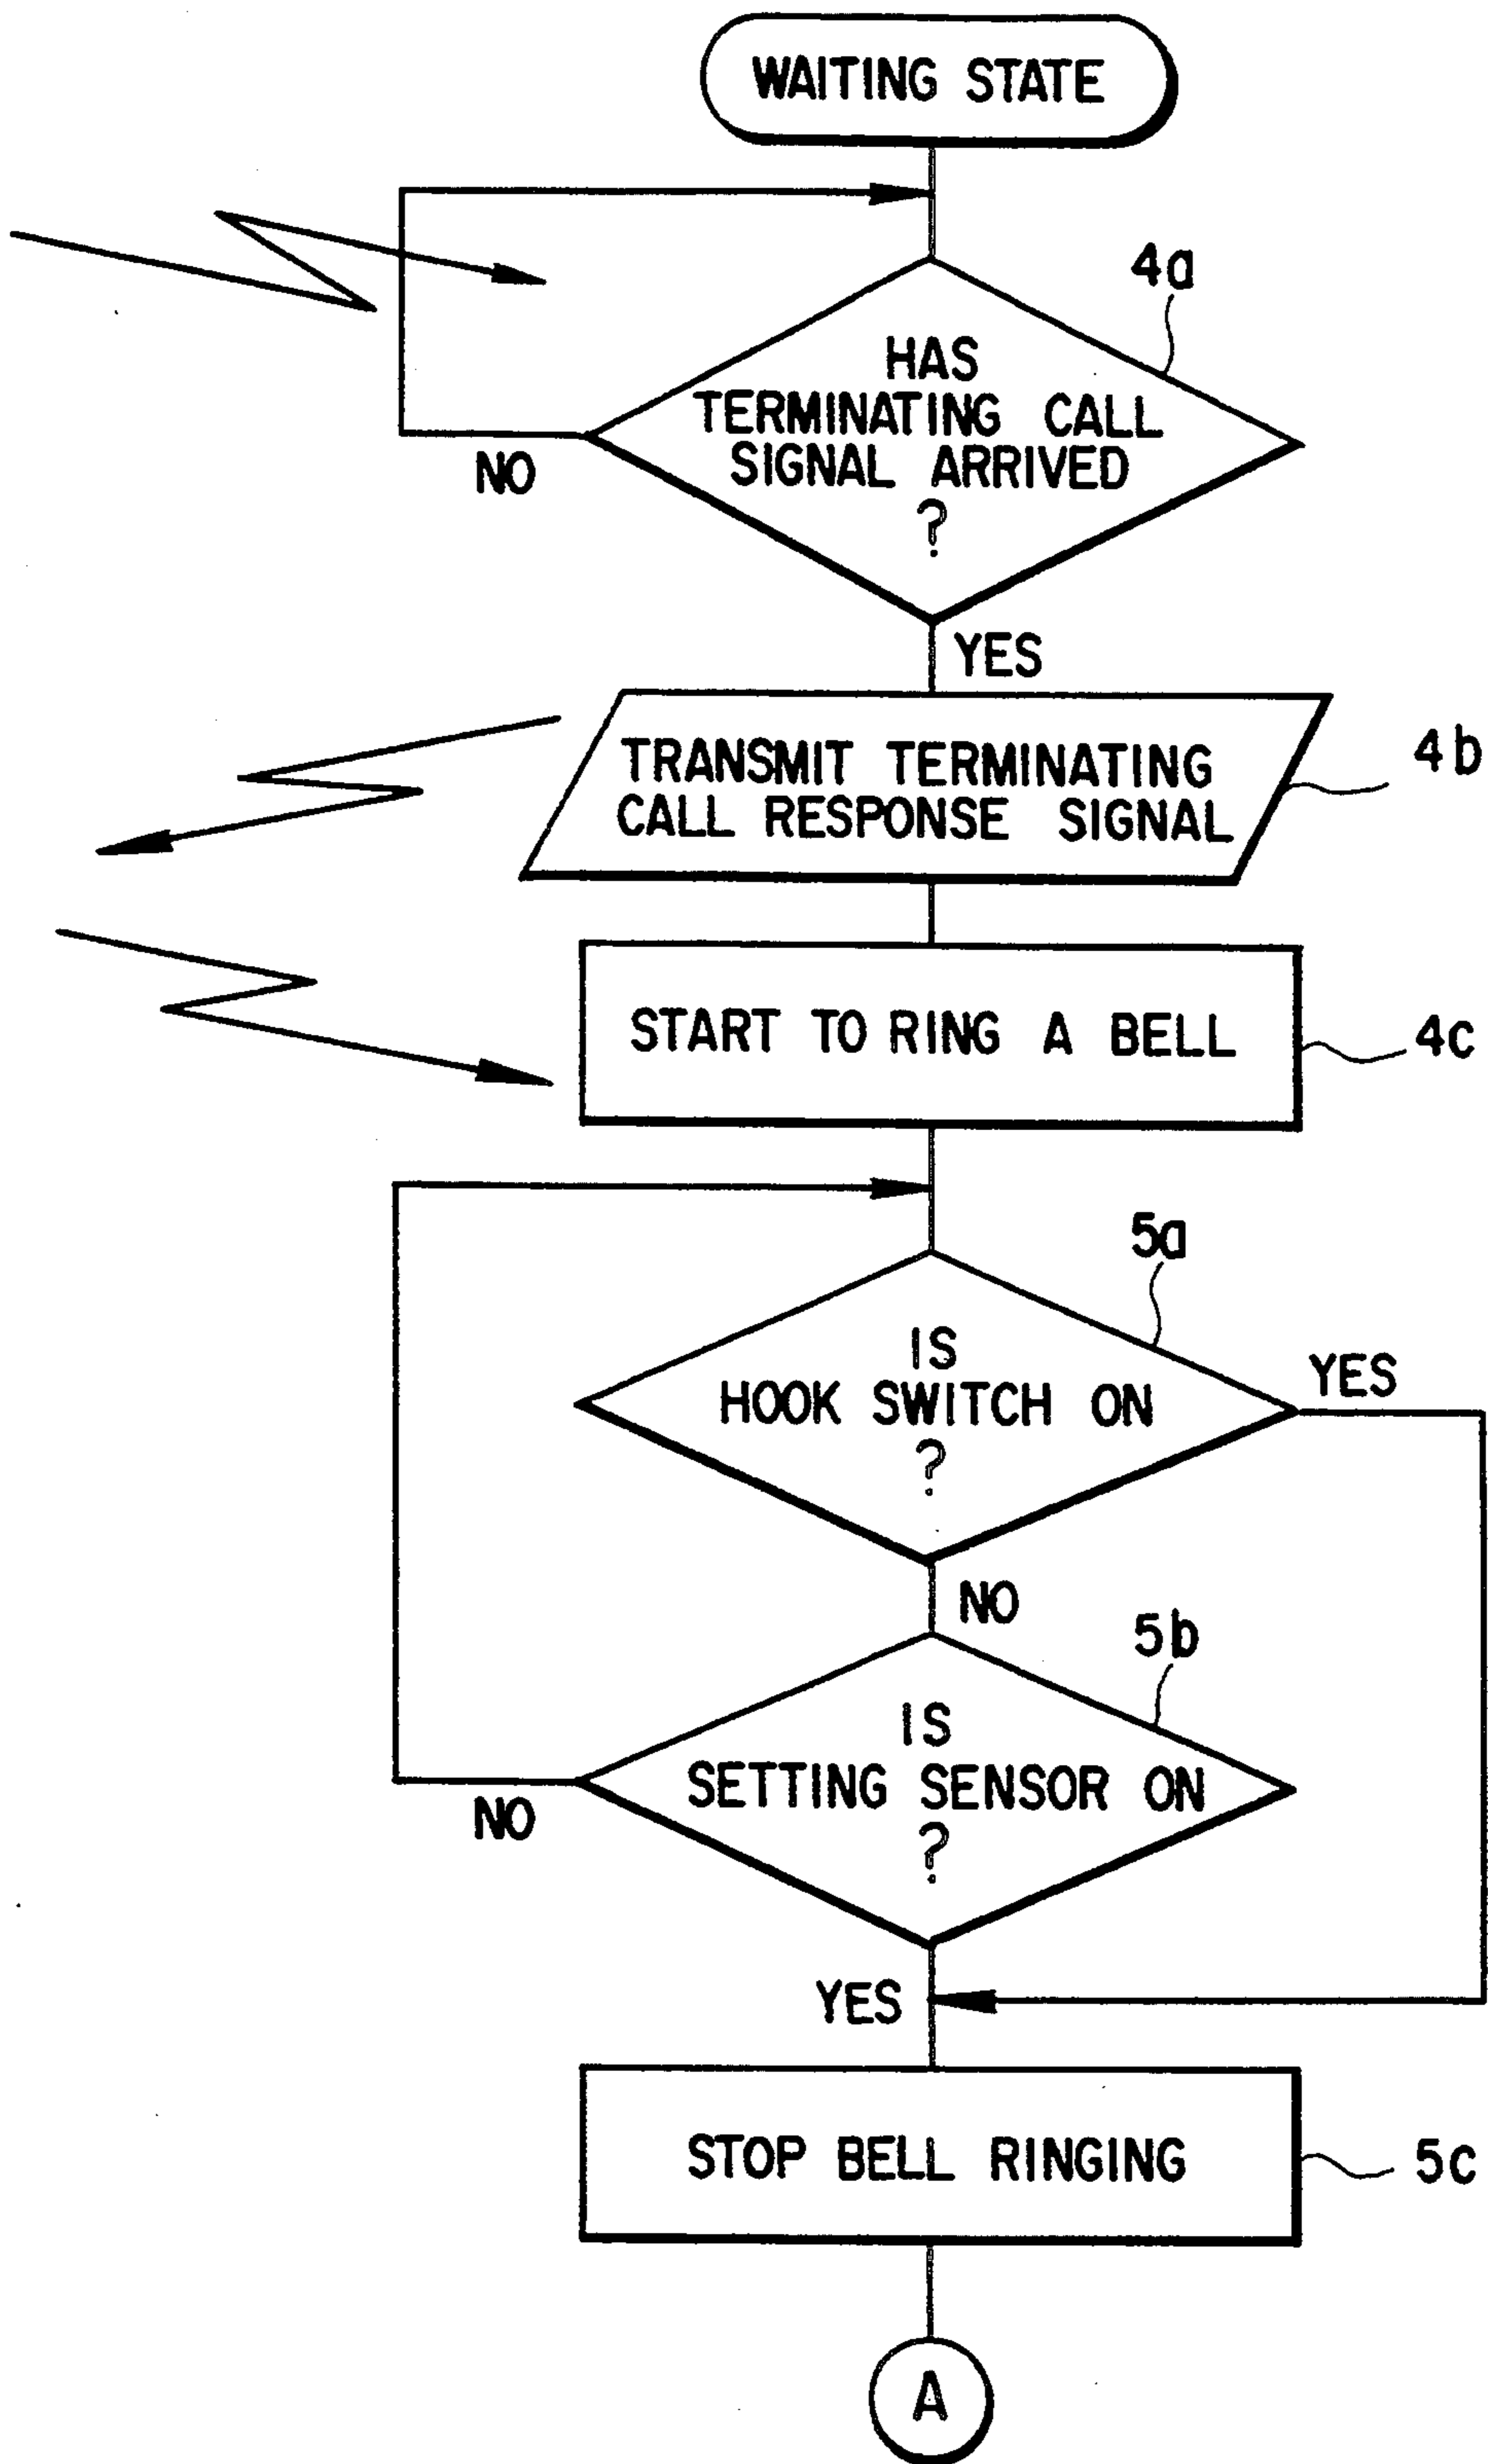 WAITING STATE
4a
HAS
TERMINATING CALL
SIGNAL ARRIVED
?
NO
YES
TRANSMIT TERMINATING
CALL RESPONSE SIGNAL
4b
START TO RING A BELL
4c
5a
IS
HOOK SWITCH ON
?
YES
NO
5b
IS
SETTING SENSOR ON
?
NO
YES
STOP BELL RINGING
5c
A